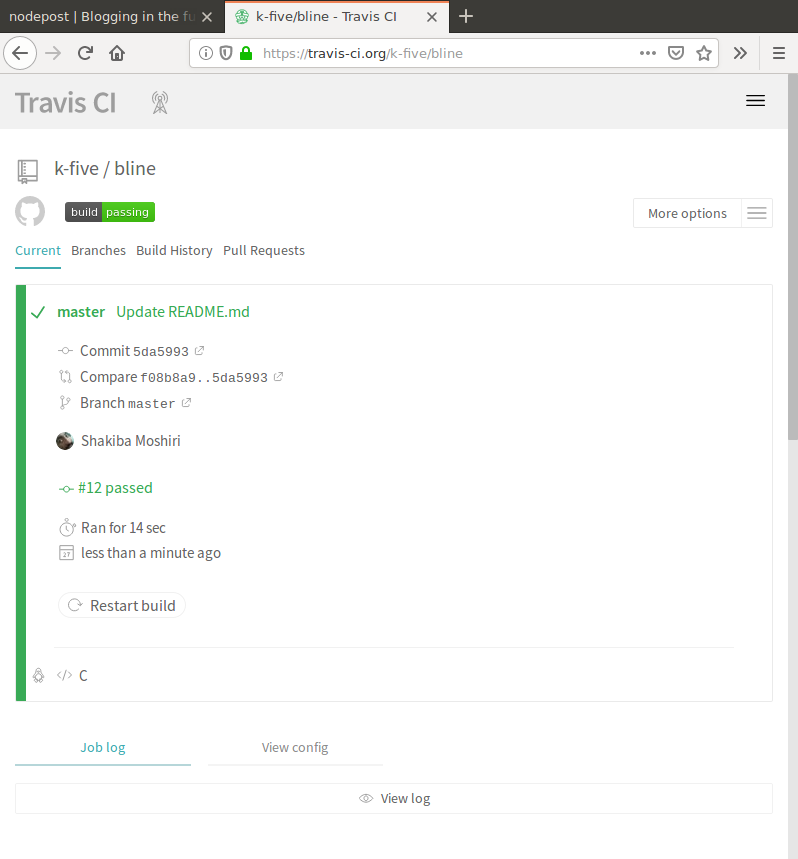 nodepost | Blogging in the fu
k-five/bline - Travis CI
https://travis-ci.org/k-five/bline
Travis CI
k-five / bline
build passing
More options
Current Branches Build History Pull Requests
master Update README.md
Commit 5da5993
Compare f08b8a9..5da5993
Branch master
Shakiba Moshiri
#12 passed
Ran for 14 sec
17 less than a minute ago
Restart build
</> C
Job log View config
View log